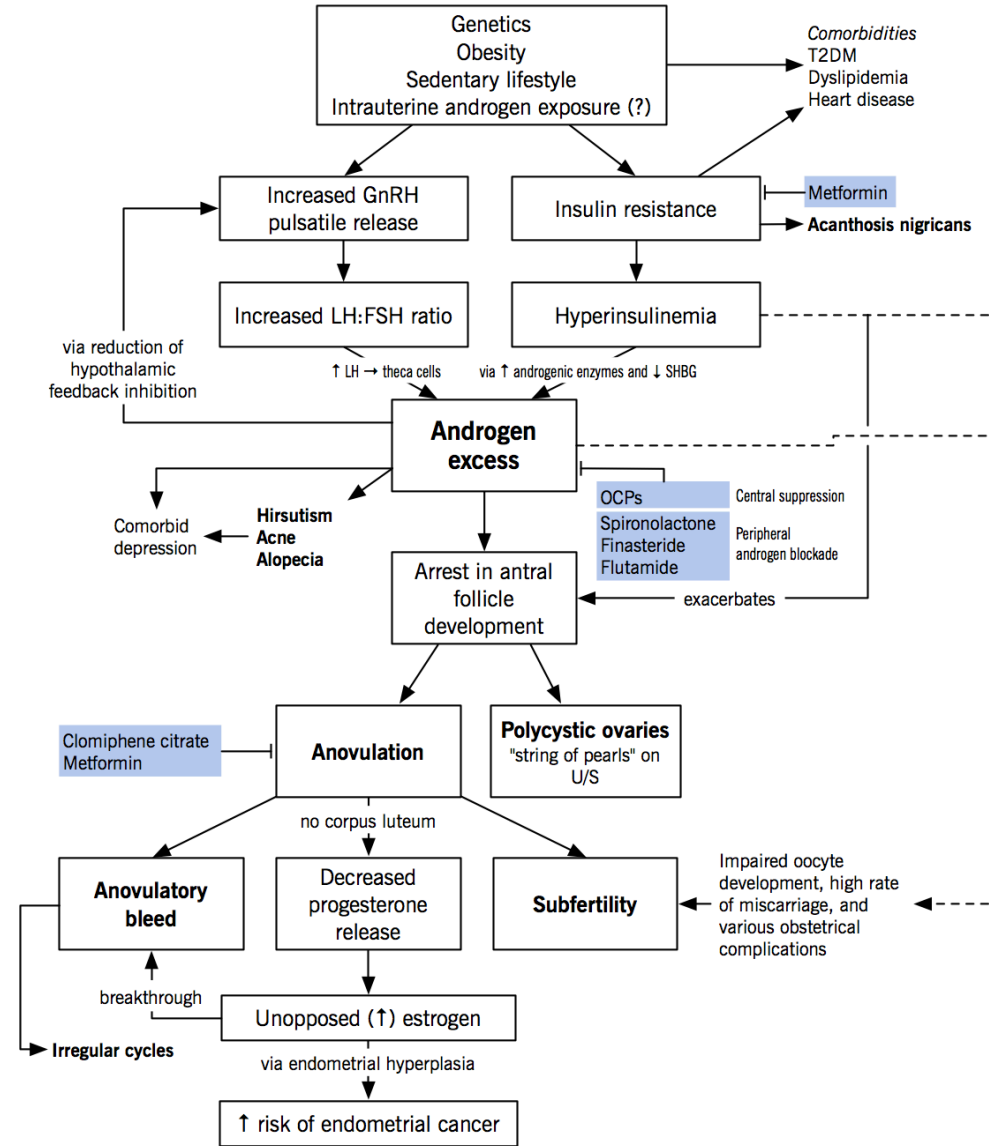 Genetics
Obesity
Sedentary lifestyle
Intrauterine androgen exposure (?)
Comorbidities
T2DM
Dyslipidemia
Heart disease
Increased GnRH
pulsatile release
Insulin resistance
Metformin
Acanthosis nigricans
Increased LH:FSH ratio
Hyperinsulinemia
via reduction of
hypothalamic
feedback inhibition
↑ LH → theca cells
via ↑ androgenic enzymes and ↓ SHBG
Androgen
excess
OCPs
Central suppression
Spironolactone
Finasteride
Flutamide
Peripheral
androgen blockade
Comorbid
depression
Hirsutism
Acne
Alopecia
Arrest in antral
follicle
development
exacerbates
Clomiphene citrate
Metformin
Anovulation
Polycystic ovaries
"string of pearls" on
U/S
no corpus luteum
Anovulatory
bleed
Decreased
progesterone
release
Subfertility
Impaired oocyte
development, high rate
of miscarriage, and
various obstetrical
complications
breakthrough
Unopposed (↑) estrogen
Irregular cycles
via endometrial hyperplasia
↑ risk of endometrial cancer